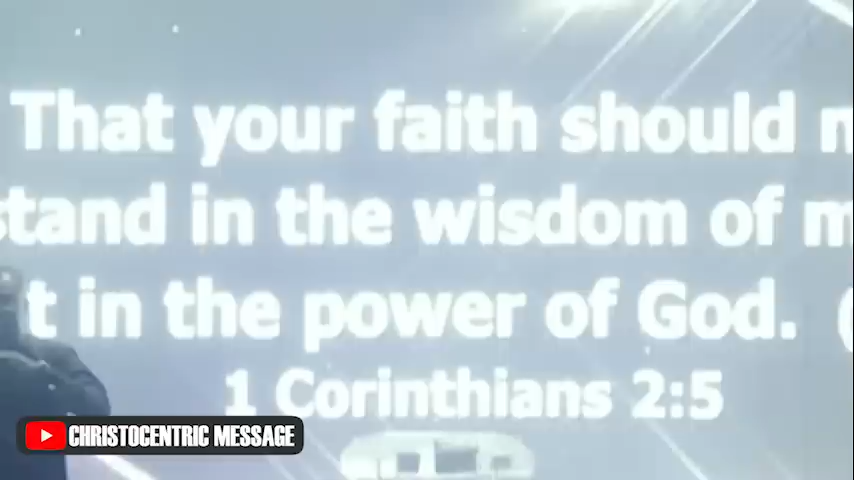 That your faith should
stand in the wisdom of
t in the power of God. (
1 Corinthians 2:5
CHRISTOCENTRIC MESSAGE